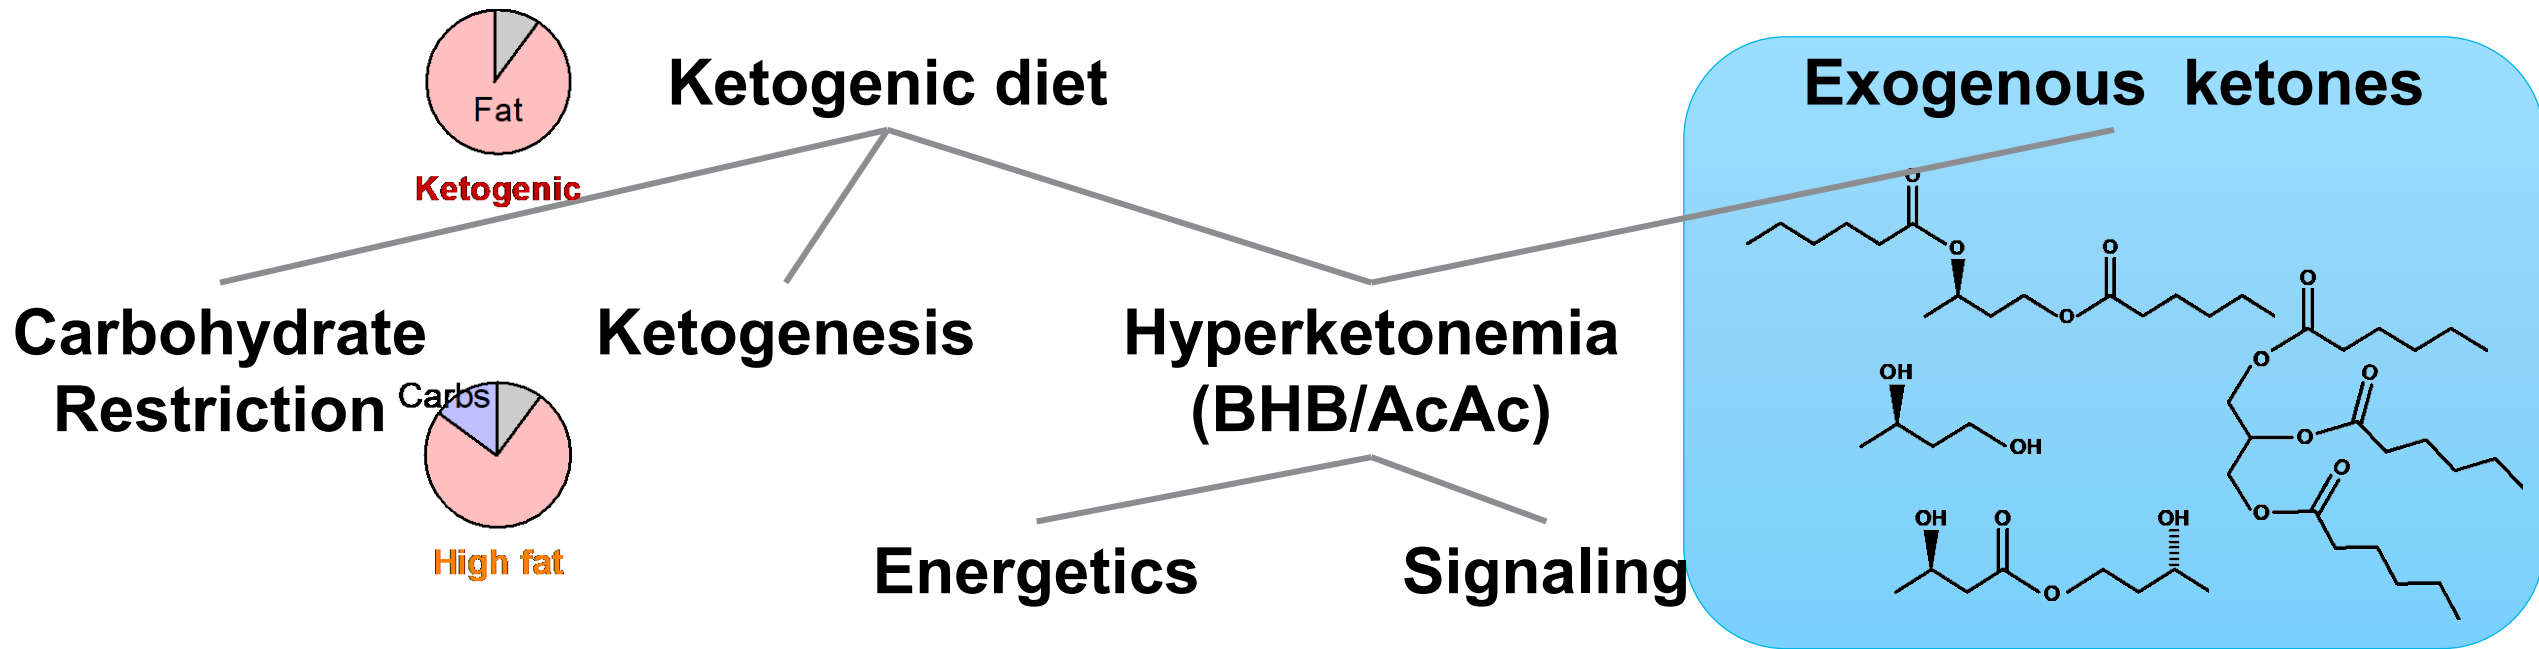 Fat
Ketogenic
Ketogenic diet
Exogenous ketones
Carbohydrate
Restriction
Carbs
High fat
Ketogenesis
Hyperketonemia
(BHB/AcAc)
Energetics
Signaling
O
O
O
O
O
O
O
O
O
O
OH
OH
OH
O
O
OH